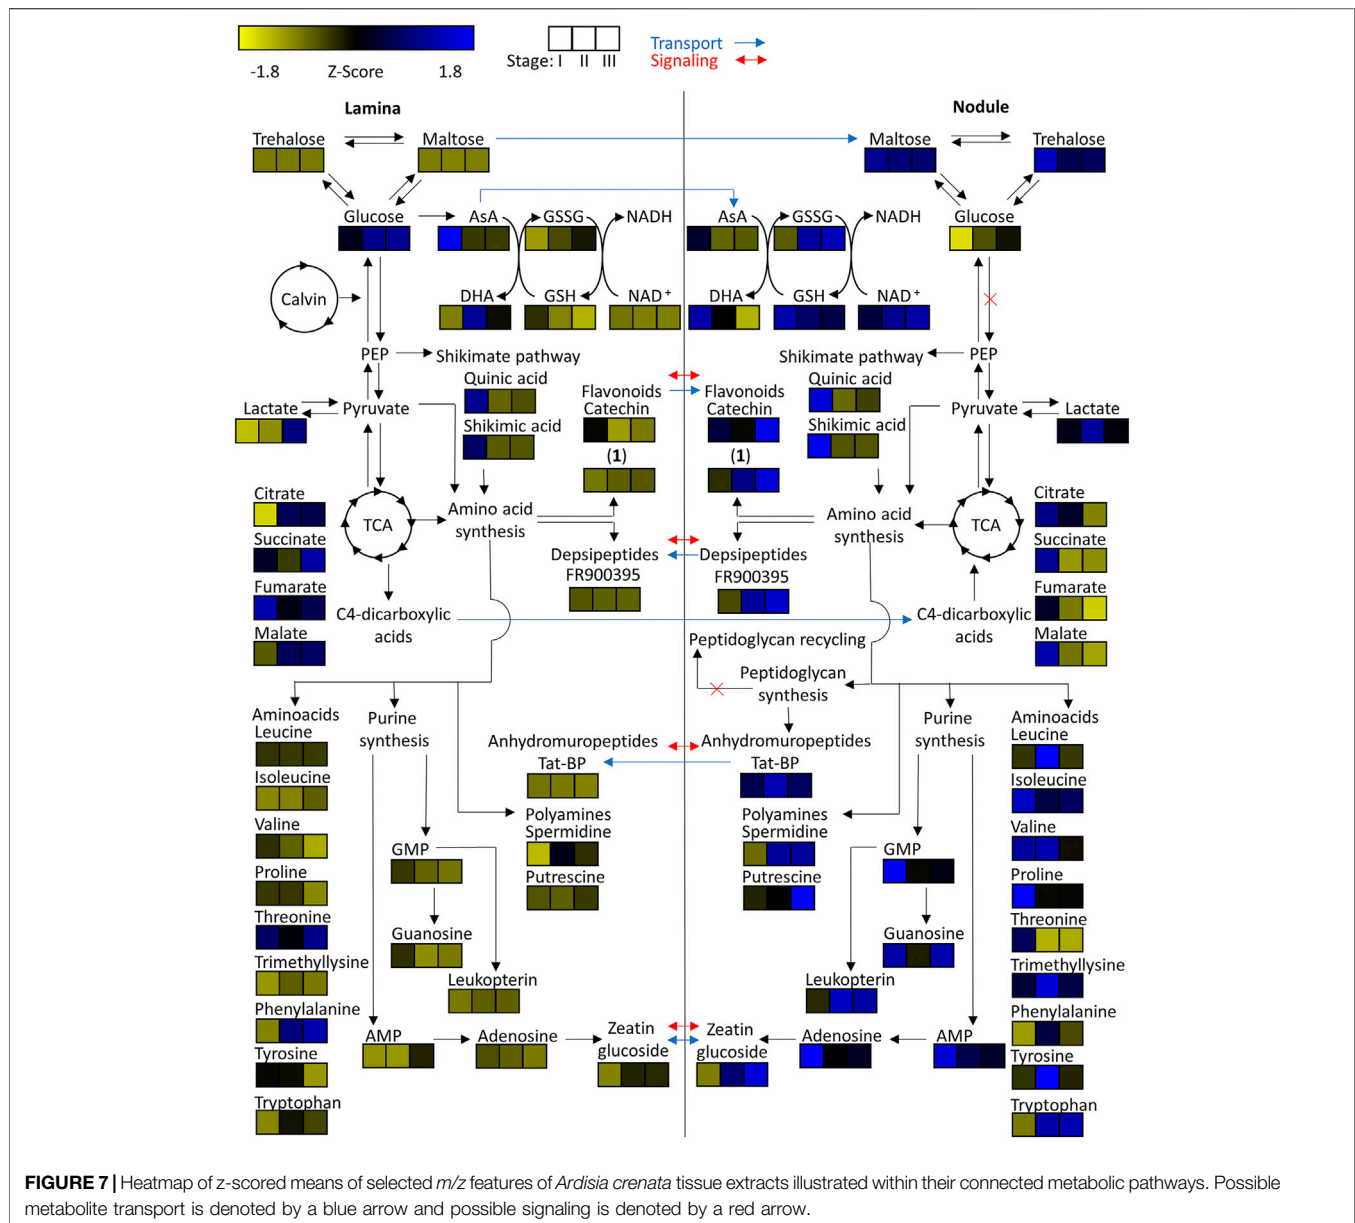 -1.8 Z-Score 1.8
Stage: I II III
Transport
Signaling
Lamina
Nodule
Trehalose
Maltose
Maltose
Trehalose
Glucose
AsA
GSSG
NADH
AsA
GSSG
NADH
Glucose
Calvin
DHA
GSH
NAD+
DHA
GSH
NAD+
PEP
Shikimate pathway
Shikimate pathway
PEP
Quinic acid
Flavonoids
Catechin
Flavonoids
Catechin
Quinic acid
Lactate
Pyruvate
Shikimic acid
(1)
(1)
Shikimic acid
Pyruvate
Lactate
Citrate
TCA
Amino acid
synthesis
Amino acid
synthesis
TCA
Citrate
Succinate
Depsipeptides
FR900395
Depsipeptides
FR900395
Succinate
Fumarate
C4-dicarboxylic
acids
C4-dicarboxylic
acids
Fumarate
Malate
Malate
Peptidoglycan recycling
Peptidoglycan
synthesis
Aminoacids
Leucine
Isoleucine
Valine
Proline
Threonine
Trimethyllysine
Phenylalanine
Tyrosine
Tryptophan
Purine
synthesis
Anhydromuropeptides
Tat-BP
Anhydromuropeptides
Tat-BP
Purine
synthesis
Polyamines
Spermidine
Putrescine
Polyamines
Spermidine
Putrescine
GMP
Guanosine
Leukopterin
GMP
Guanosine
Leukopterin
AMP
Adenosine
Zeatin
glucoside
Zeatin
glucoside
Adenosine
AMP
Aminoacids
Leucine
Isoleucine
Valine
Proline
Threonine
Trimethyllysine
Phenylalanine
Tyrosine
Tryptophan
FIGURE 7 | Heatmap of z-scored means of selected m/z features of Ardisia crenata tissue extracts illustrated within their connected metabolic pathways. Possible
metabolite transport is denoted by a blue arrow and possible signaling is denoted by a red arrow.